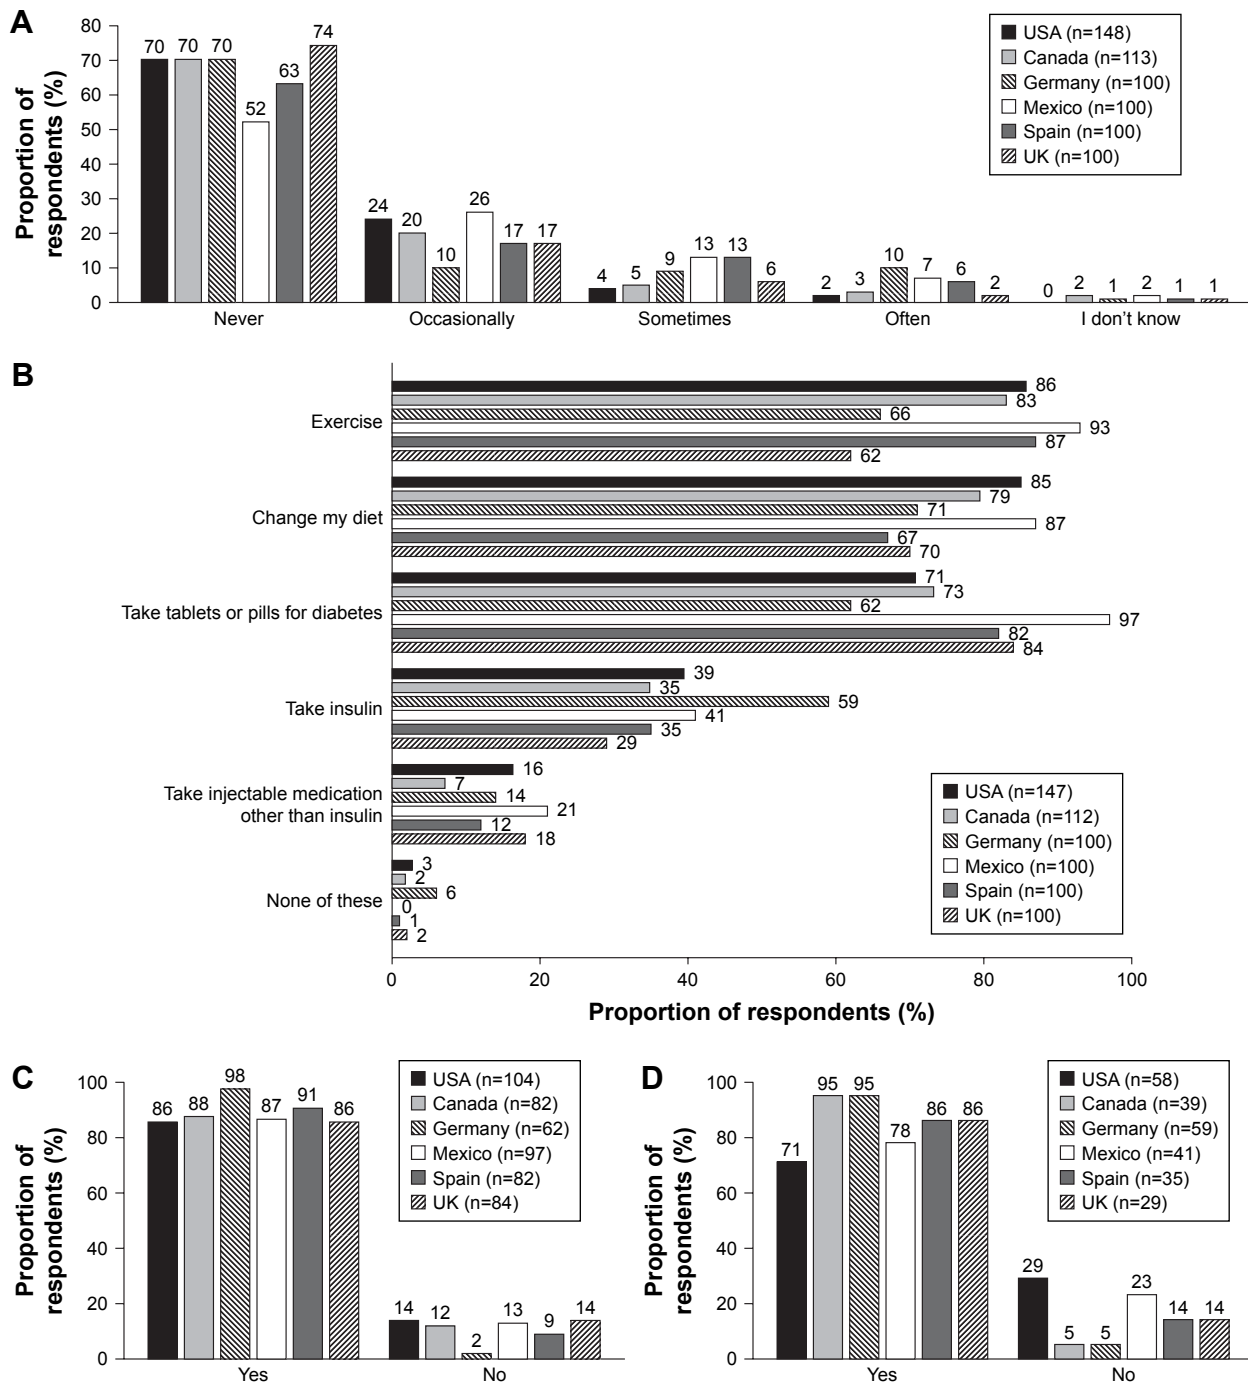 A
Proportion of
respondents (%)
80
70
60
50
40
30
20
10
0
70 70 70 52 63 74
24 20 10 26 17 17
4 5 9 13 13 6
2 3 10 7 6 2
0 2 1 2 1 1
Never Occasionally Sometimes Often I don't know
USA (n=148)
Canada (n=113)
Germany (n=100)
Mexico (n=100)
Spain (n=100)
UK (n=100)
B
Exercise
86
83
66
93
87
62
Change my diet
85
79
71
87
67
70
Take tablets or pills for diabetes
71
73
62
97
82
84
Take insulin
39
35
59
41
35
29
Take injectable medication
other than insulin
16
7
14
21
12
18
None of these
3
2
6
0
1
2
USA (n=147)
Canada (n=112)
Germany (n=100)
Mexico (n=100)
Spain (n=100)
UK (n=100)
0 20 40 60 80 100
Proportion of respondents (%)
C
Proportion of
respondents (%)
100
80
60
40
20
0
86 88 98 87 91 86
14 12 2 13 9 14
Yes No
USA (n=104)
Canada (n=82)
Germany (n=62)
Mexico (n=97)
Spain (n=82)
UK (n=84)
D
Proportion of
respondents (%)
100
80
60
40
20
0
71 95 95 78 86 86
29 5 5 23 14 14
Yes No
USA (n=58)
Canada (n=39)
Germany (n=59)
Mexico (n=41)
Spain (n=35)
UK (n=29)